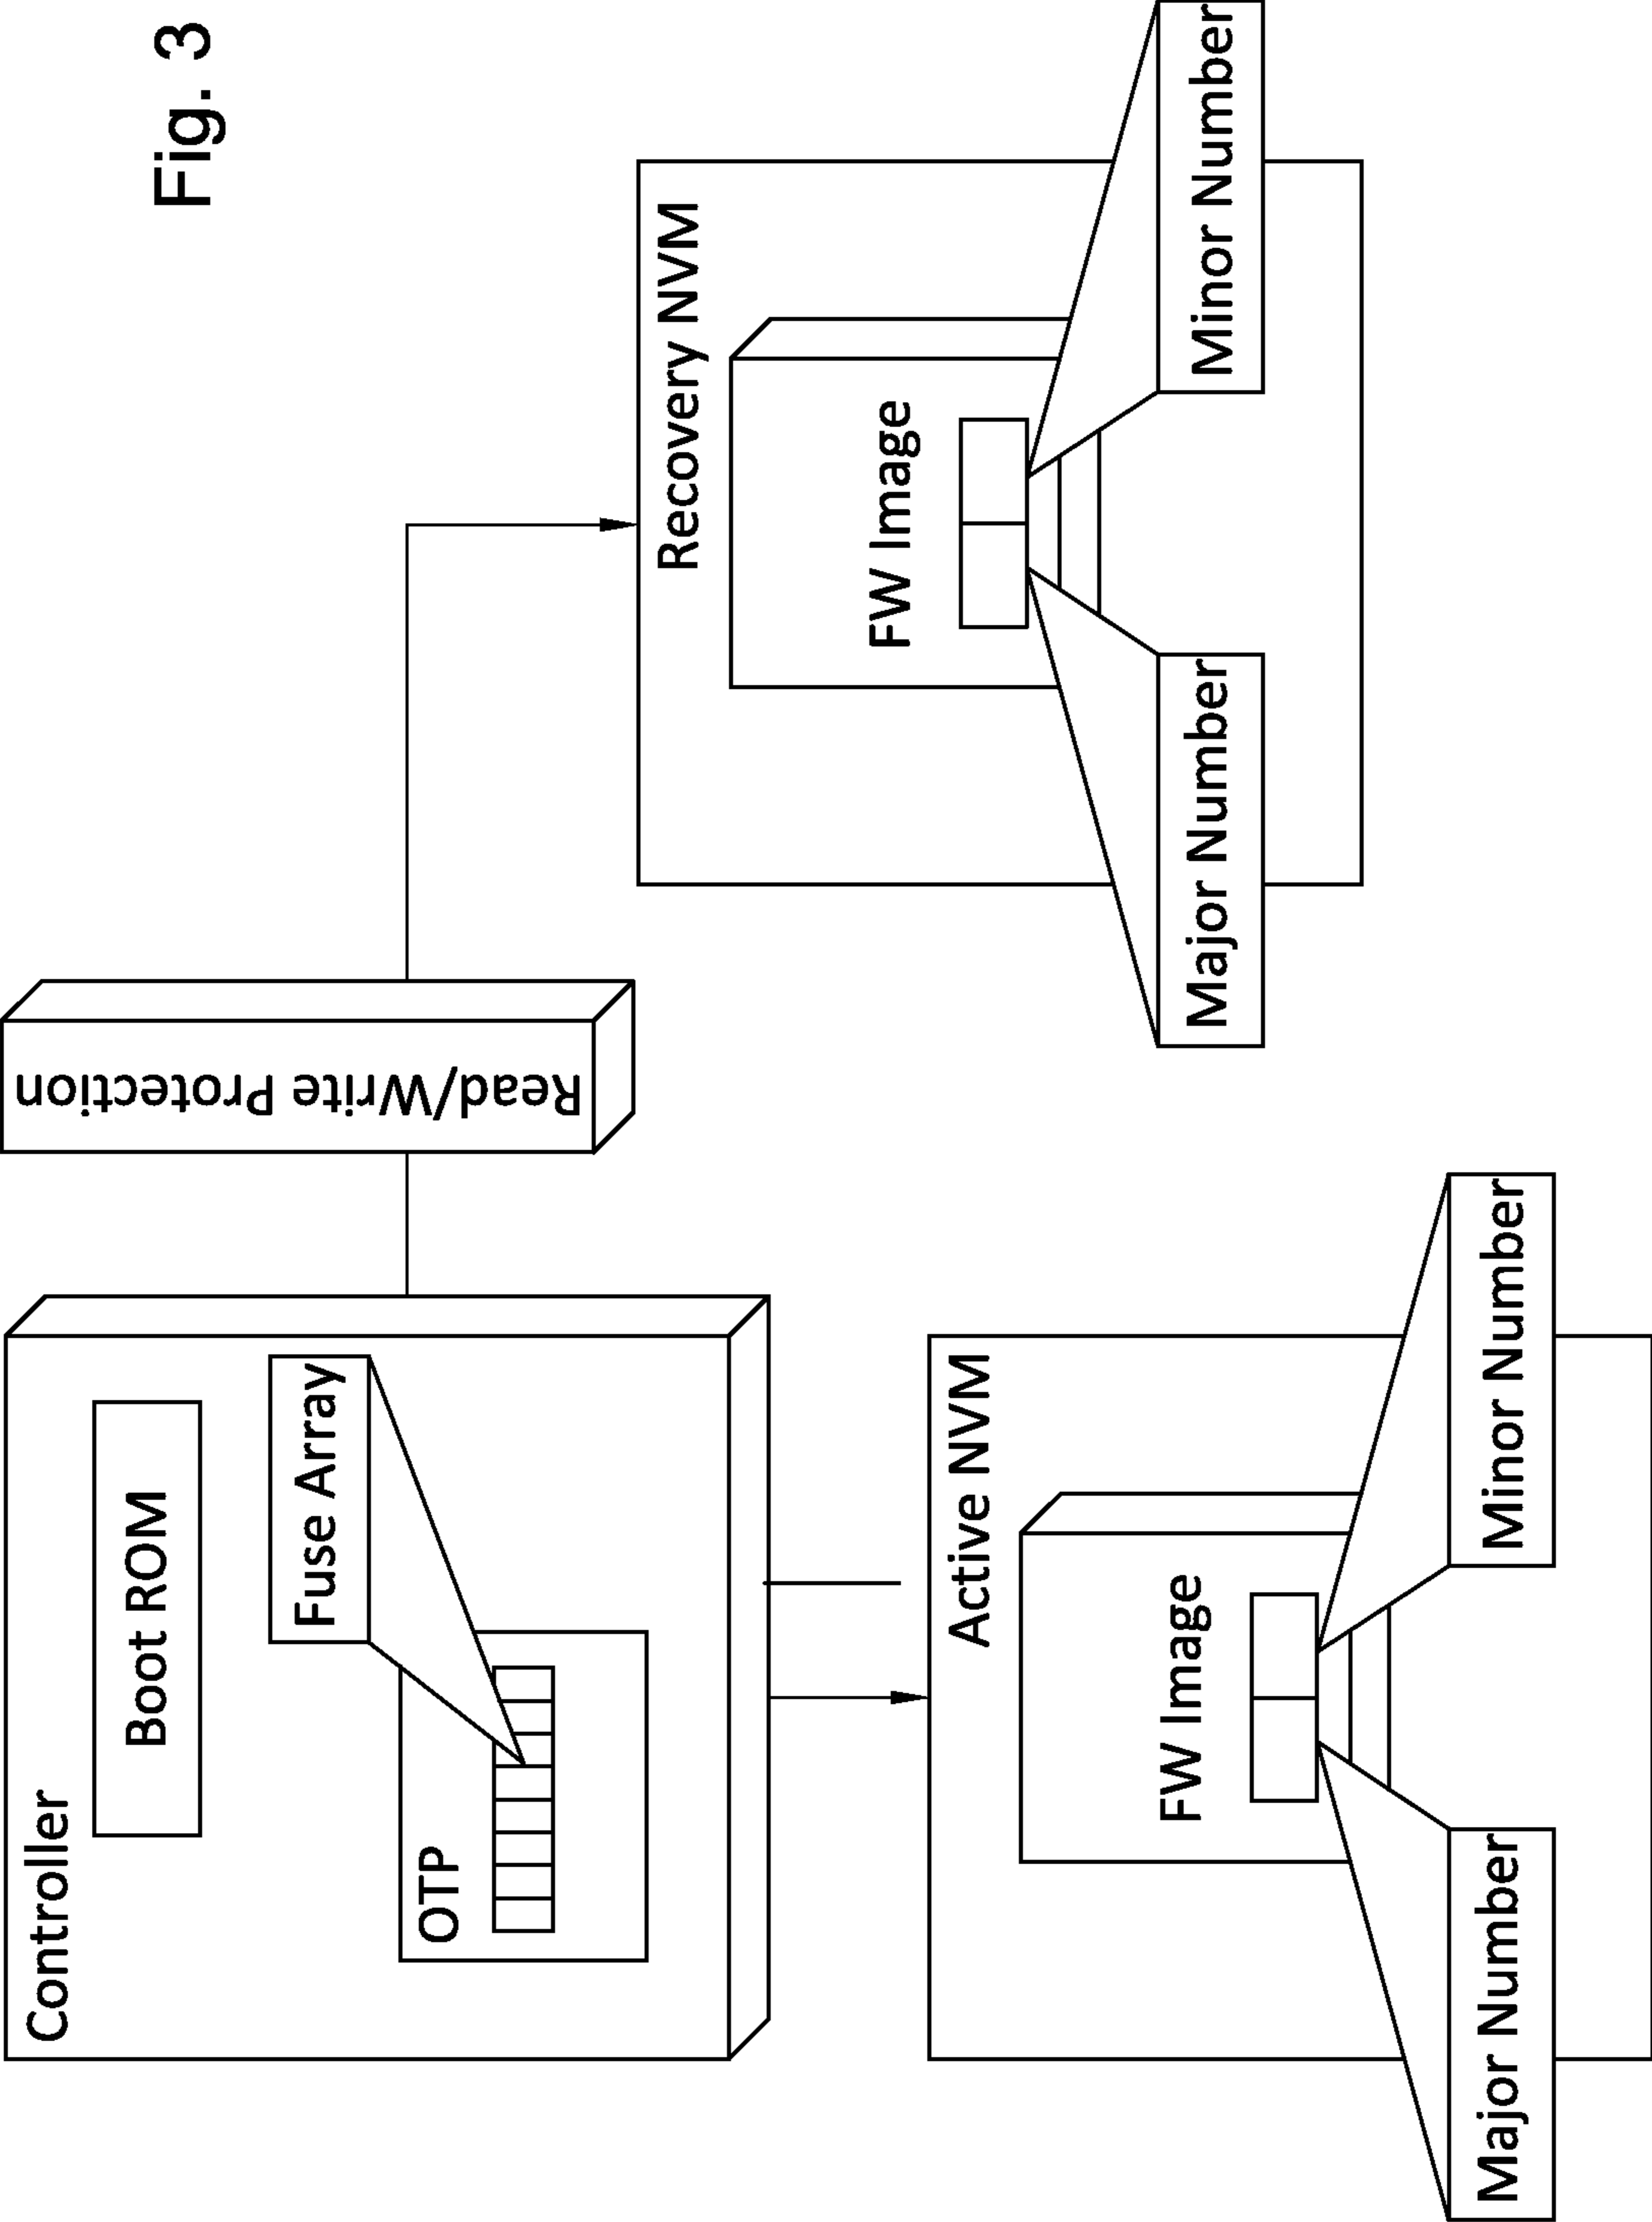 Fig. 3
Controller
Boot ROM
Fuse Array
OTP
Read/Write Protection
Recovery NVM
FW Image
Major Number
Minor Number
Active NVM
FW Image
Major Number
Minor Number